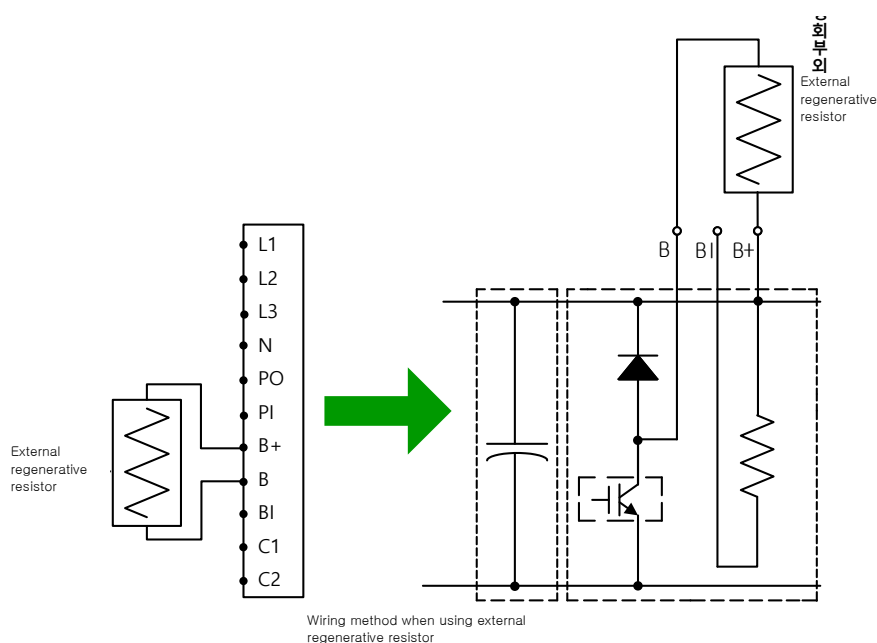 L1
L2
L3
N
PO
PI
B+
B
BI
C1
C2
External
regenerative
resistor
회
부
외
External
regenerative
resistor
B
BI
B+
Wiring method when using external
regenerative resistor